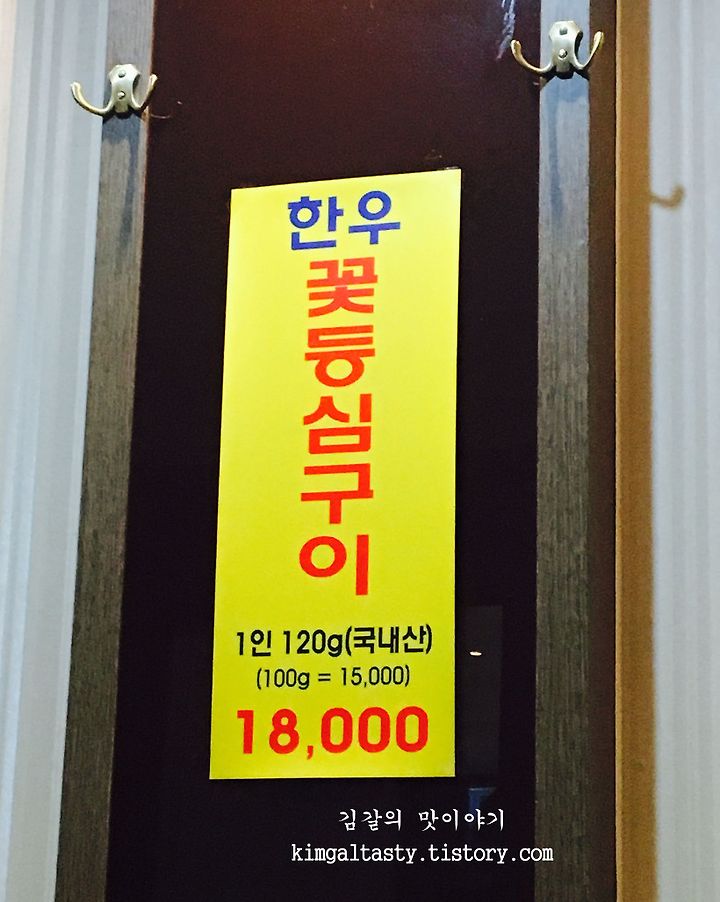 한우
꽃등심구이
1인 120g(국내산)
(100g = 15,000)
18,000
김갈의 맛이야기
kimgaltasty.tistory.com